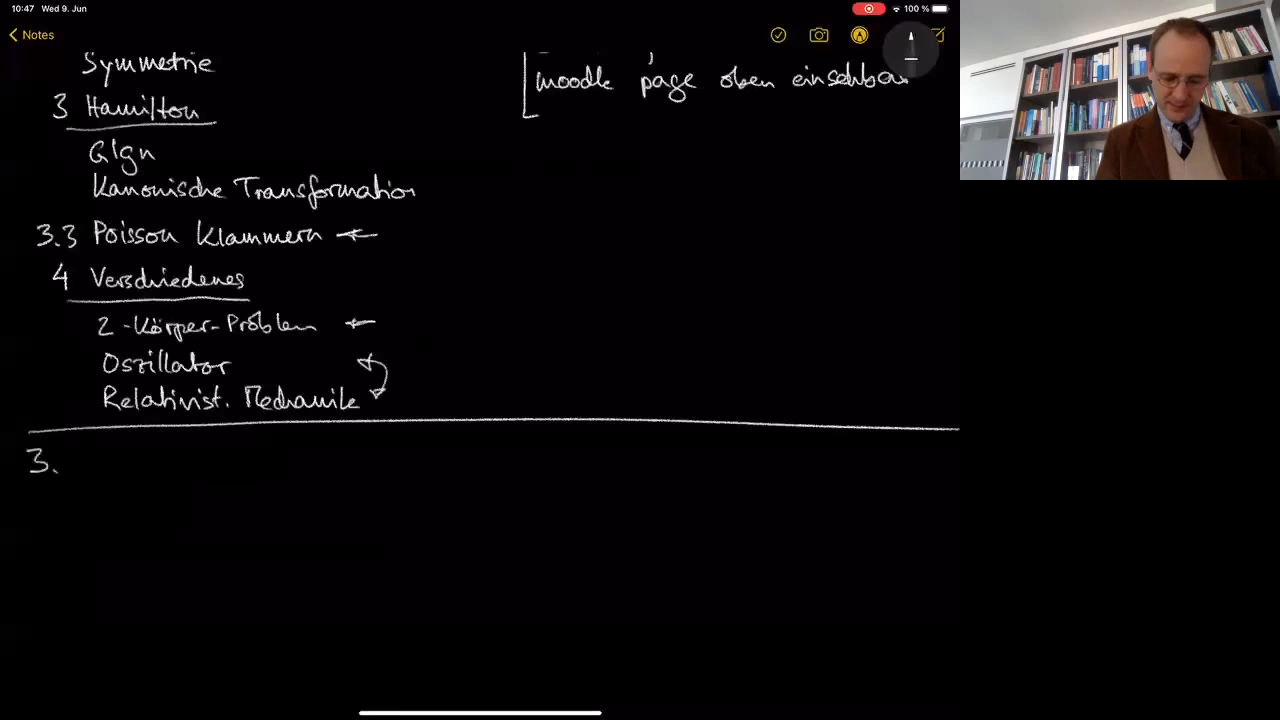 10:47 Wed 9. Jun
100 %
Notes
Symmetrie
moodle page oben einsehbar
3 Hamilton
Glgn
Kanonische Transformation
3.3 Poisson Klammern ←
4 Verschiedenes
2-Körper-Problem ←
Oszillator
Relativist. Mechanik
3.